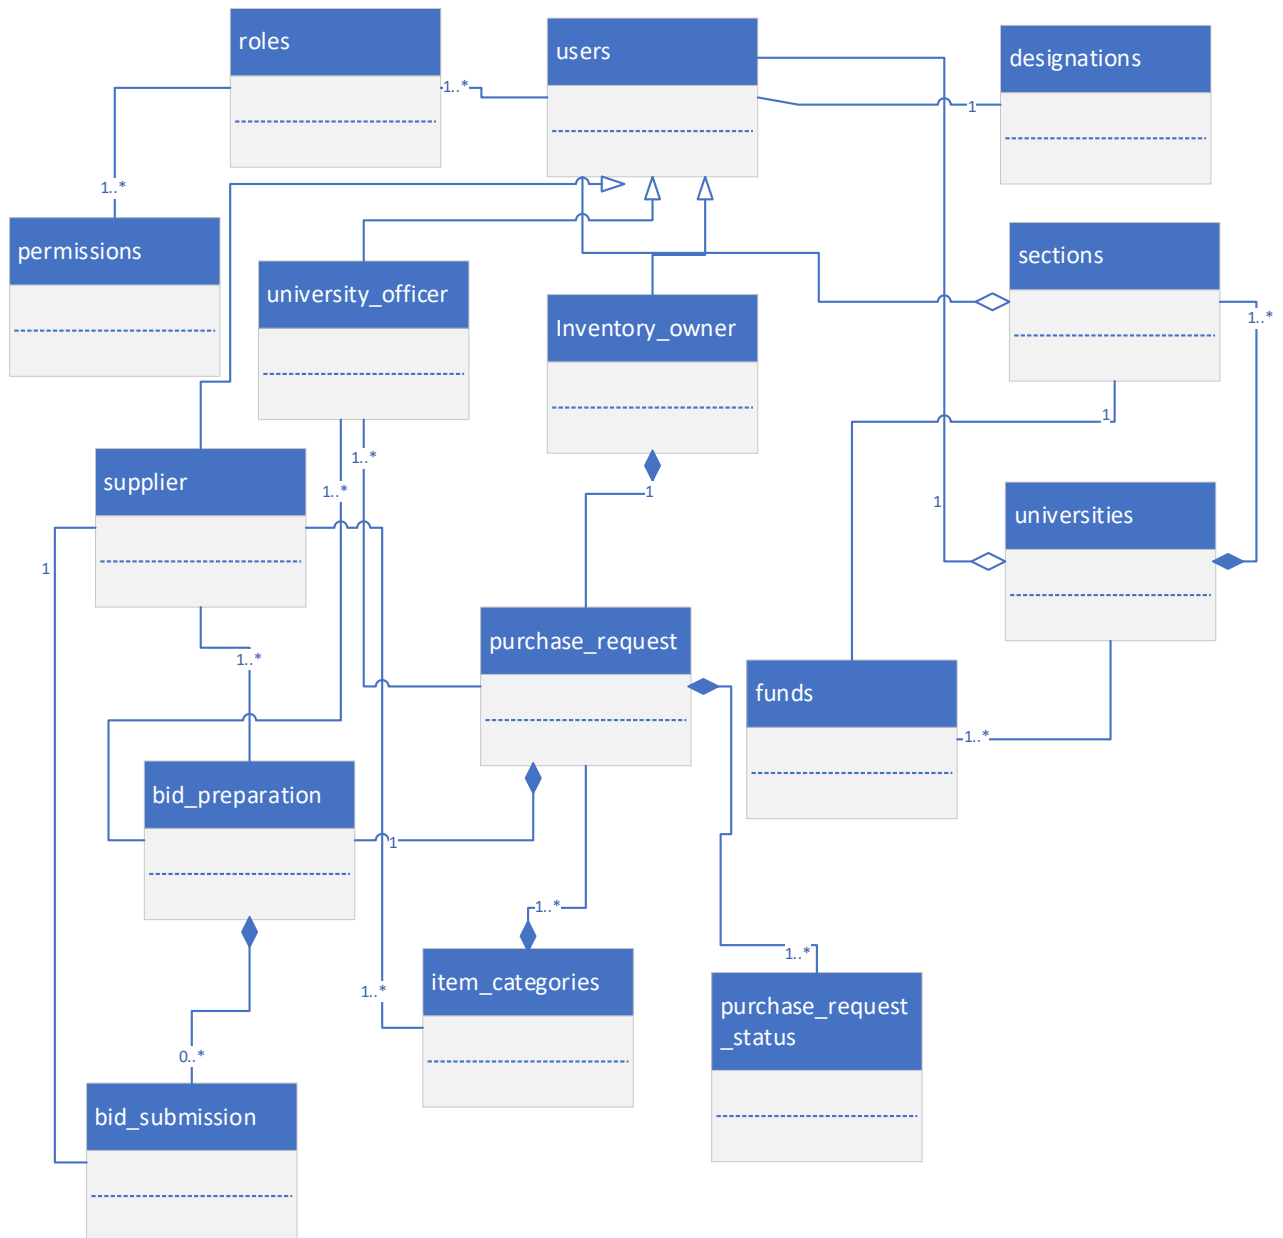 roles
users
designations
1..*
1
1..*
permissions
sections
university_officer
Inventory_owner
1..*
1
1..*
supplier
1..*
1
1
universities
1
purchase_request
1..*
funds
1..*
bid_preparation
1
1..*
1..*
item_categories
1..*
purchase_request
_status
0..*
bid_submission